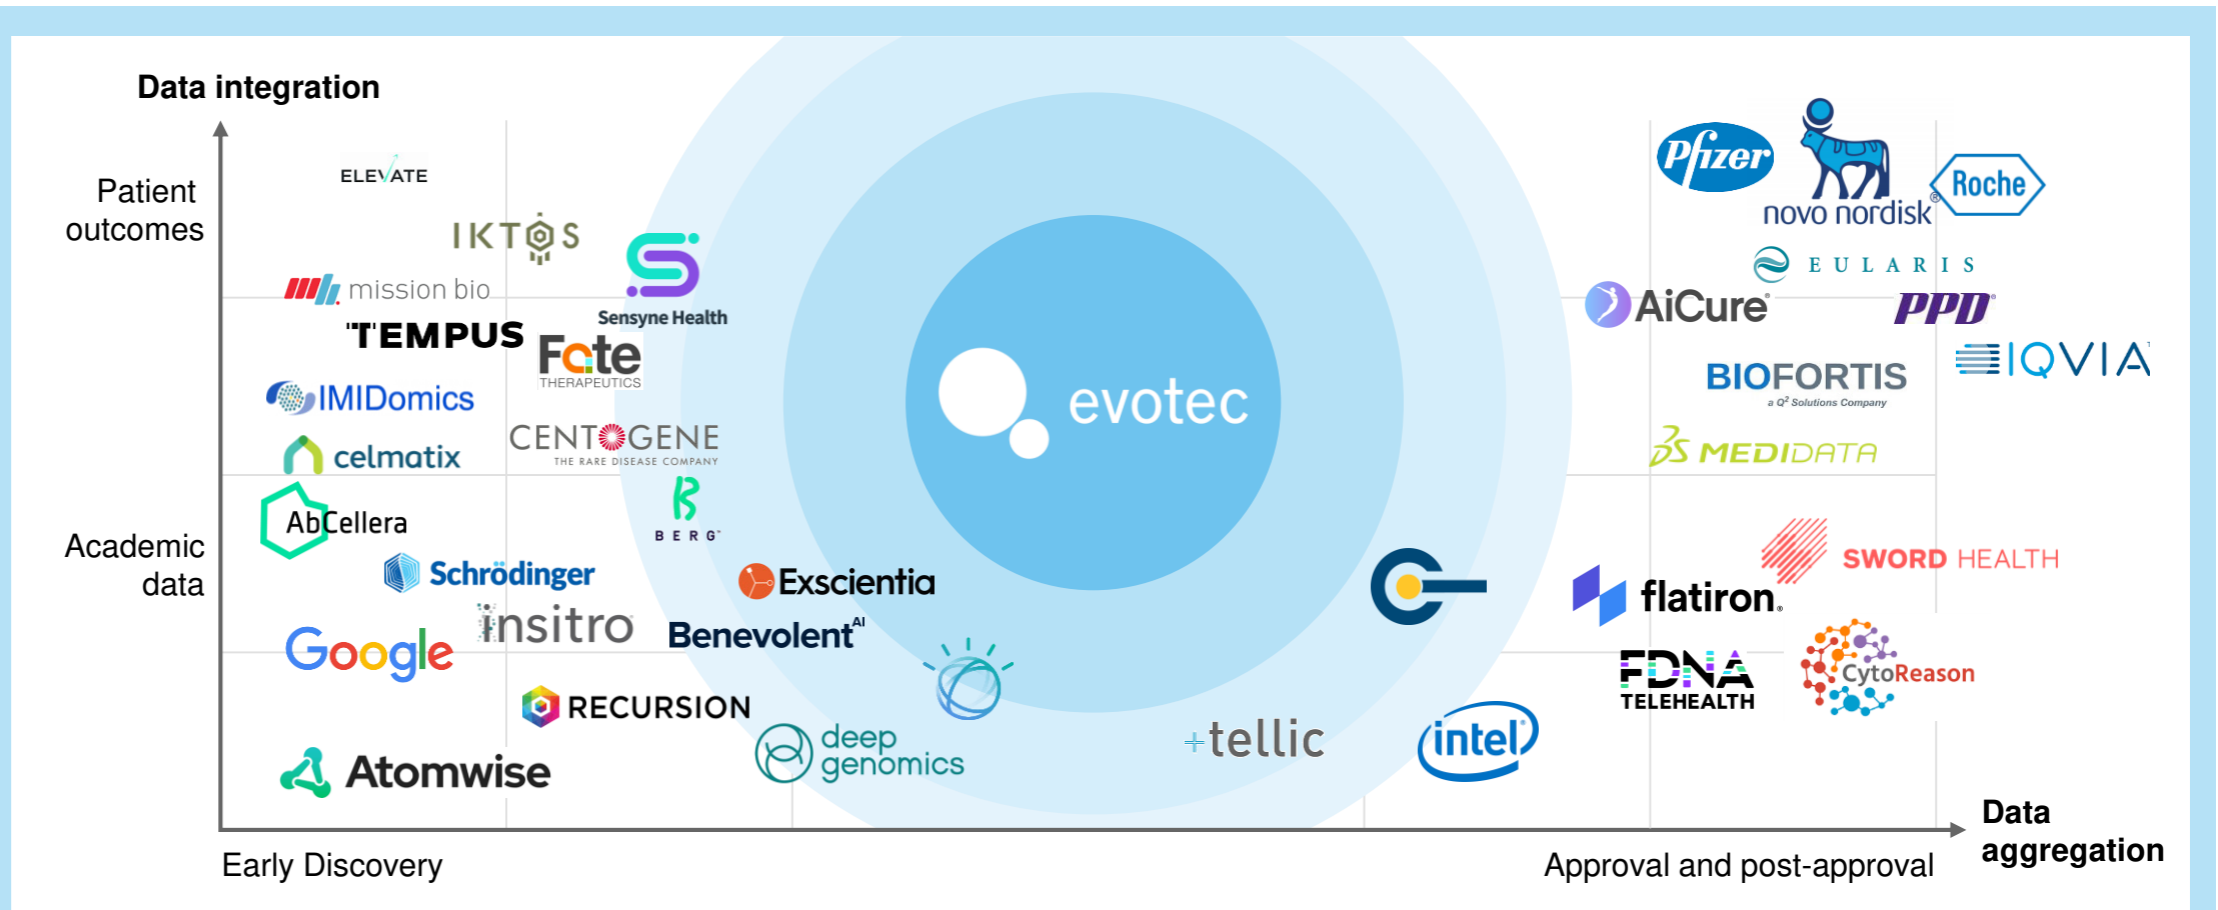 Data integration
Patient
outcomes
ELEVATE
IKTOS
Sensyne Health
mission bio
TEMPUS
Fate
THERAPEUTICS
IMIDomics
CENTOGENE
THE RARE DISEASE COMPANY
celmatix
AbCellera
BERG™
Academic
data
Schrödinger
Exscientia
insitro
Benevolent AI
Google
RECURSION
deep
genomics
Atomwise
evotec
+tellic
intel®
Pfizer
novo nordisk®
Roche
EULARIS
AiCure®
PPD®
IQVIA
BIOFORTIS
a Q² Solutions Company
3DS MEDIDATA
SWORD HEALTH
flatiron®
FDNA
TELEHEALTH
CytoReason
Data
aggregation
Early Discovery
Approval and post-approval